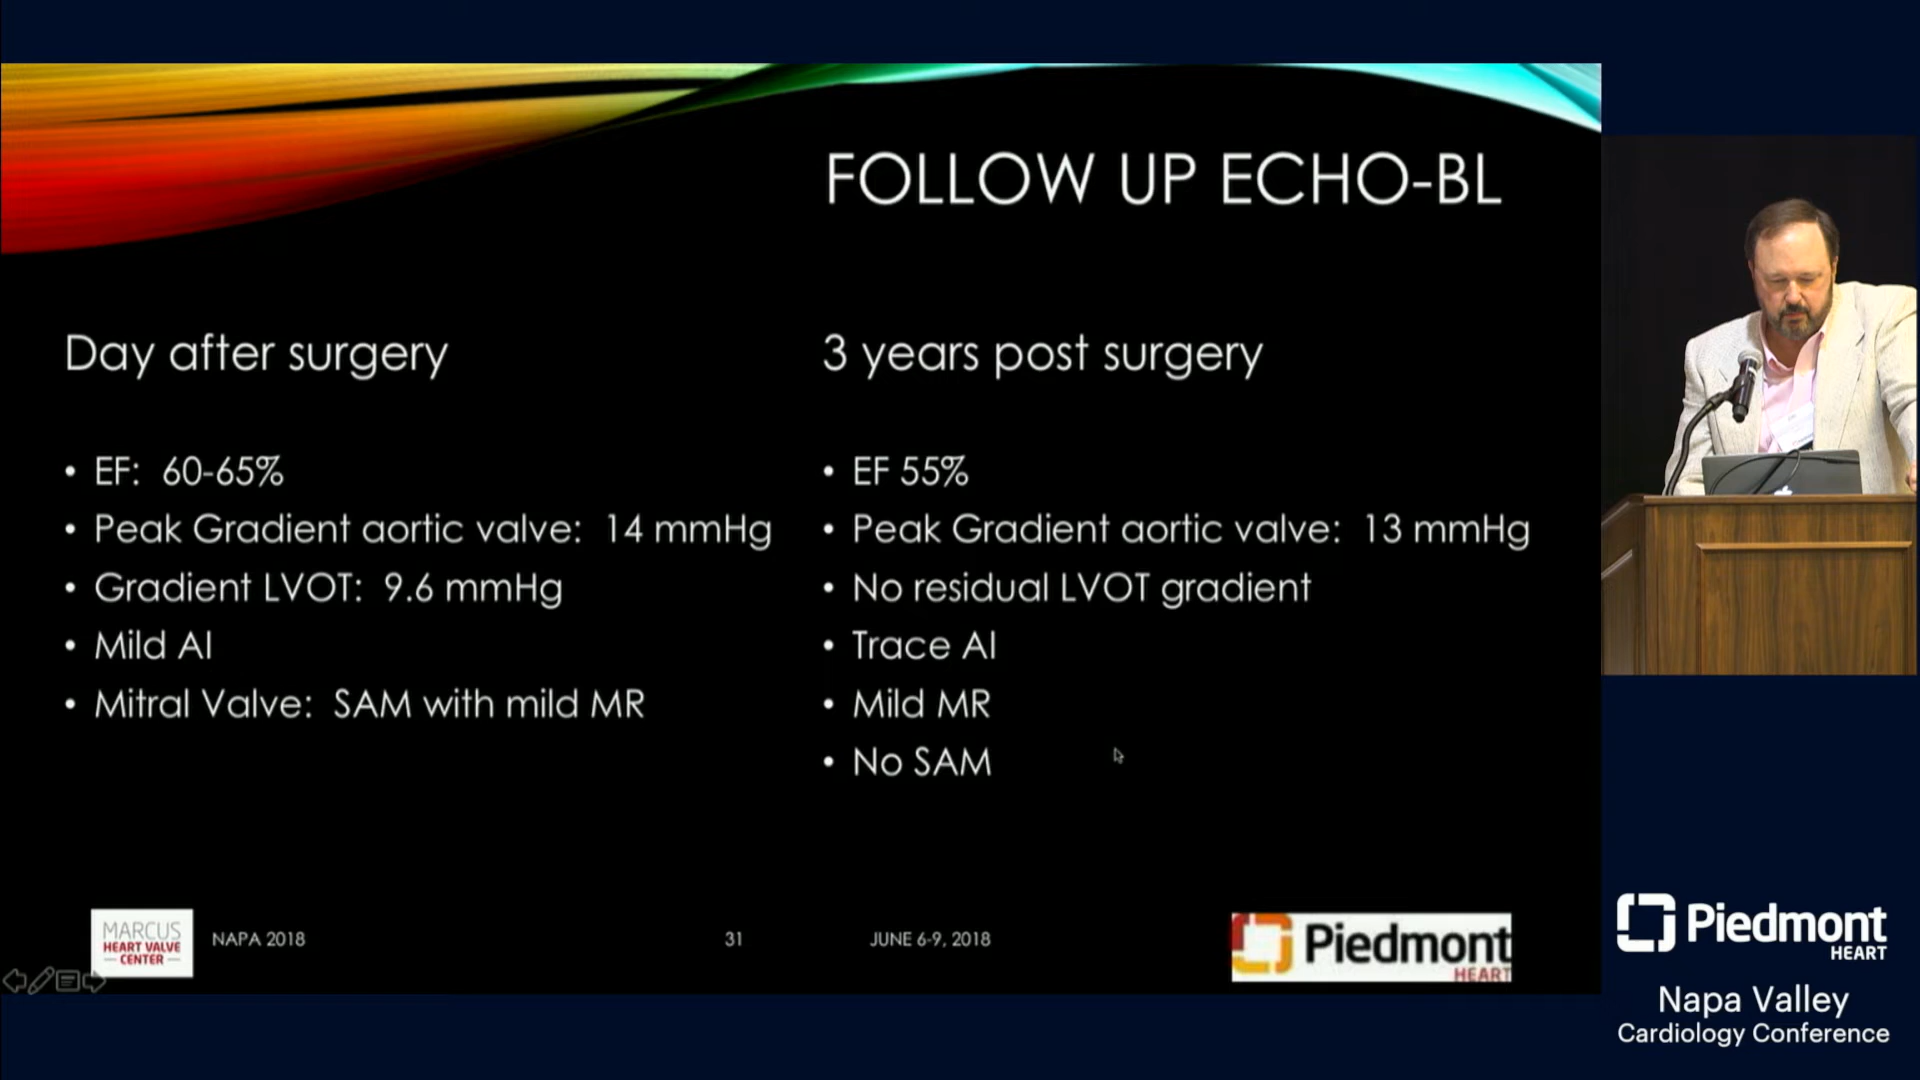 FOLLOW UP ECHO-BL
Day after surgery
• EF: 60-65%
• Peak Gradient aortic valve: 14 mmHg
• Gradient LVOT: 9.6 mmHg
• Mild AI
• Mitral Valve: SAM with mild MR
3 years post surgery
• EF 55%
• Peak Gradient aortic valve: 13 mmHg
• No residual LVOT gradient
• Trace AI
• Mild MR
• No SAM
MARCUS
HEART VALVE
CENTER
NAPA 2018
31
JUNE 6-9, 2018
Piedmont
HEART
Piedmont
HEART
Napa Valley
Cardiology Conference